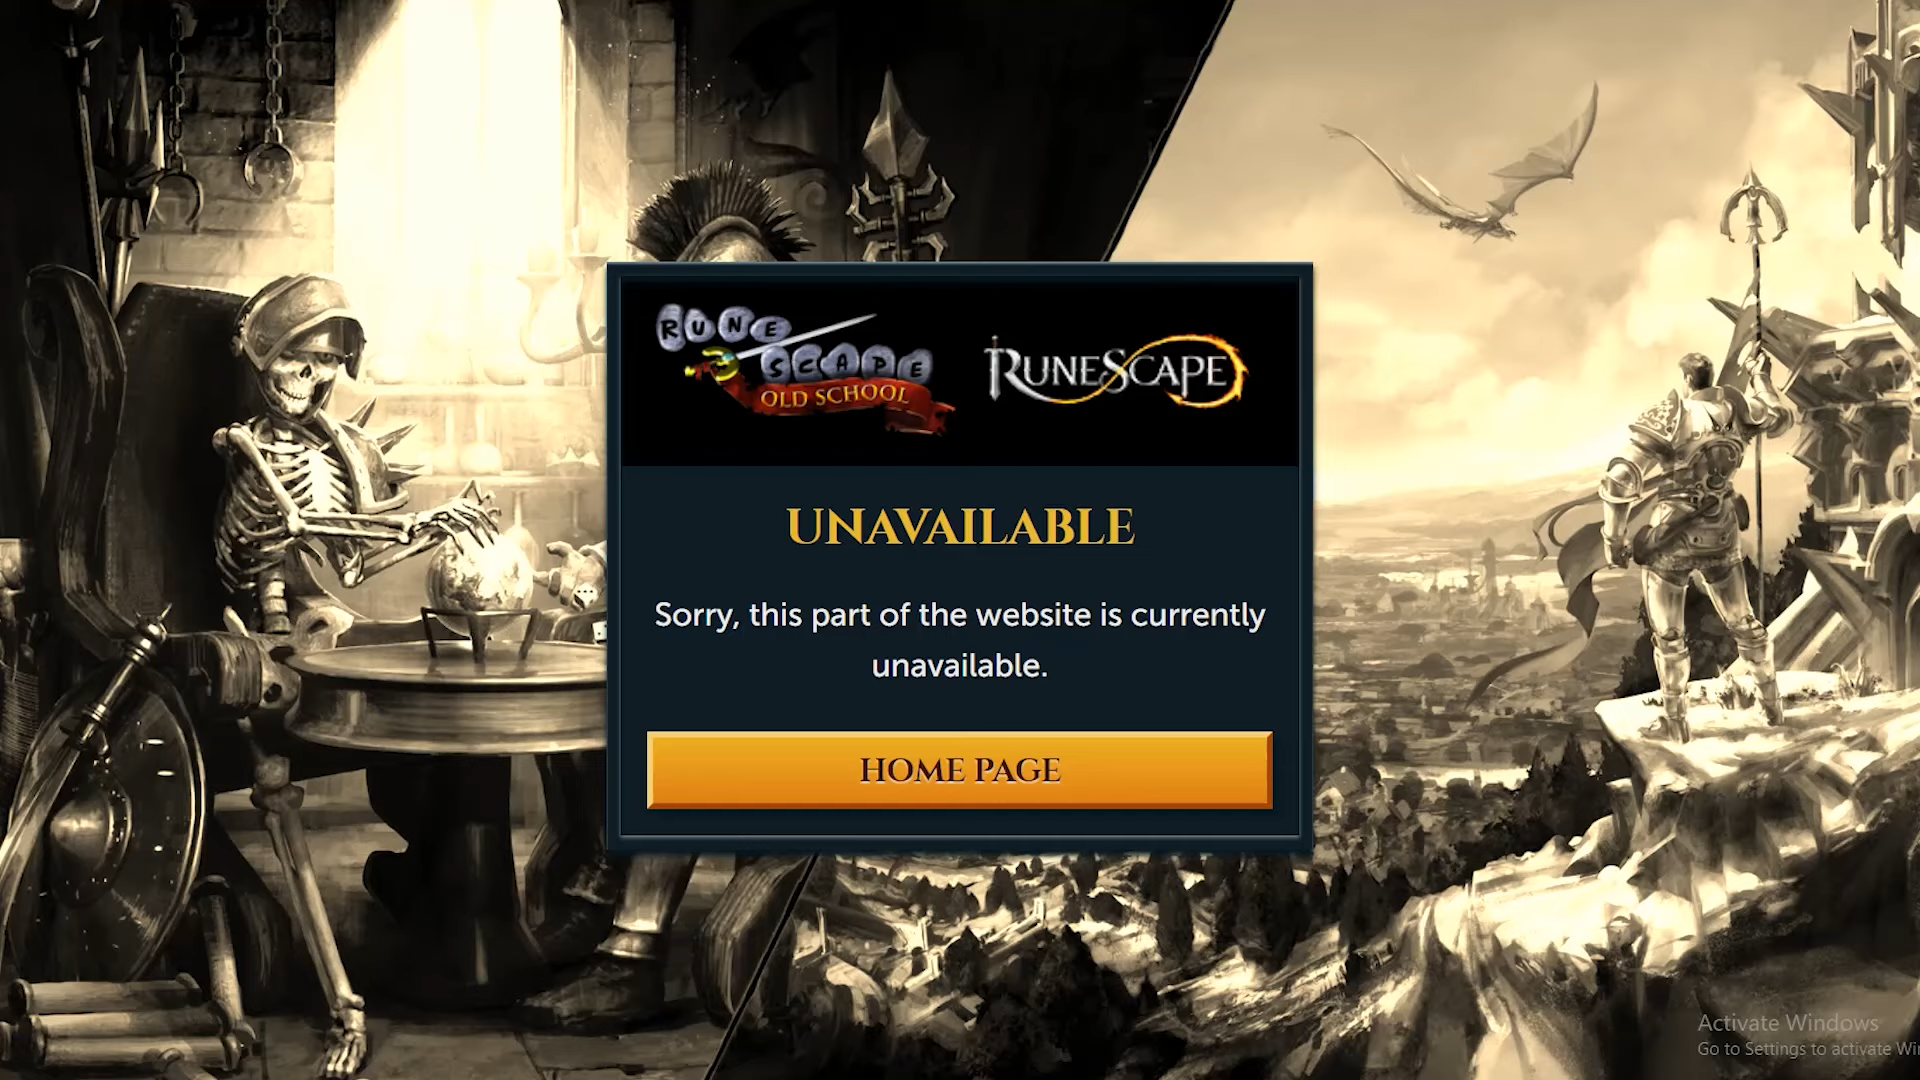 RUNE
SCAPE
OLD SCHOOL
RUNESCAPE
UNAVAILABLE
Sorry, this part of the website is currently
unavailable.
HOME PAGE
Activate Windows
Go to Settings to activate Wi